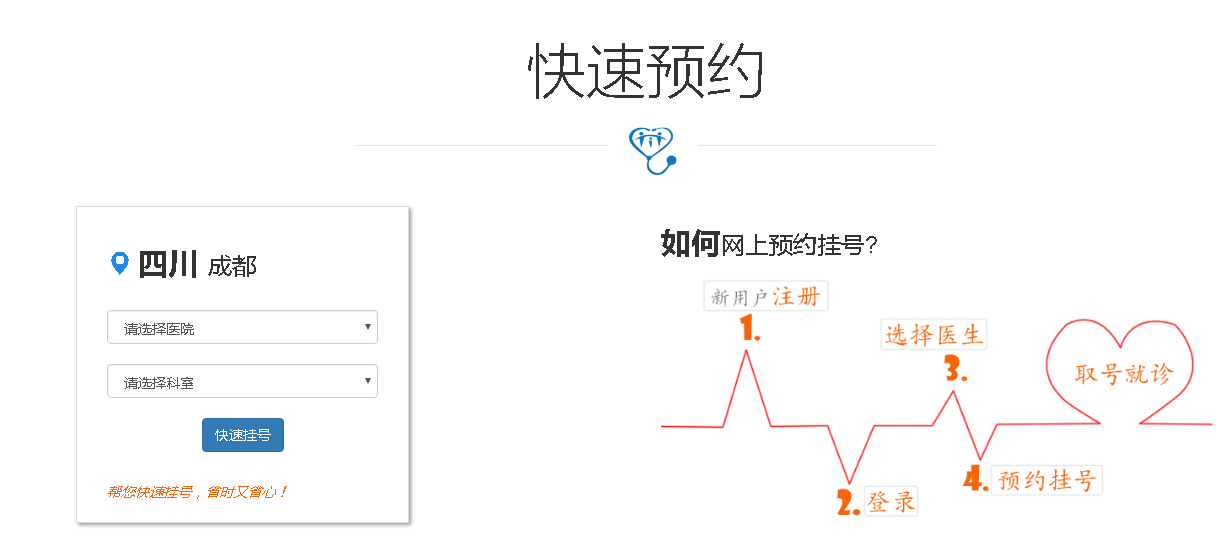 快速预约
四川 成都
请选择医院
请选择科室
快速挂号
帮您快速挂号，省时又省心！
如何网上预约挂号?
新用户注册
1.
2.登录
选择医生
3.
4.预约挂号
取号就诊